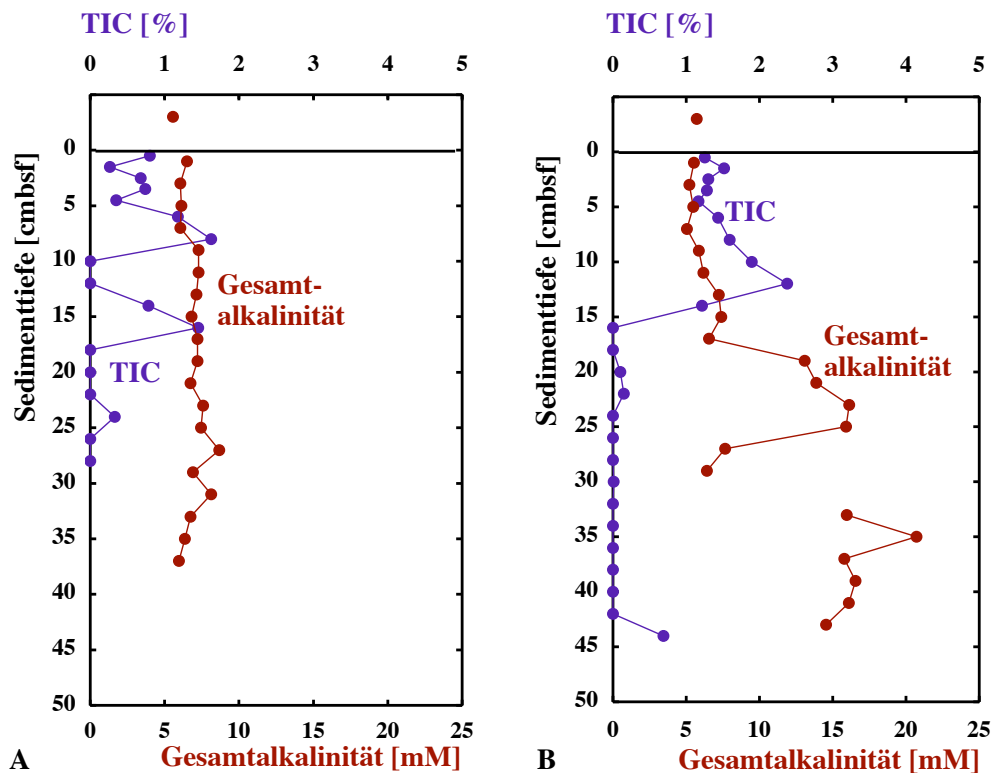 TIC [%]
0 1 2 3 4 5
0
5
10
15
20
25
30
35
40
45
50
Sedimenttiefe [cmbsf]
Gesamt-
alkalinität
TIC
0 5 10 15 20 25
Gesamtalkalinität [mM]
A
TIC [%]
0 1 2 3 4 5
0
5
10
15
20
25
30
35
40
45
50
Sedimenttiefe [cmbsf]
TIC
Gesamt-
alkalinität
0 5 10 15 20 25
Gesamtalkalinität [mM]
B